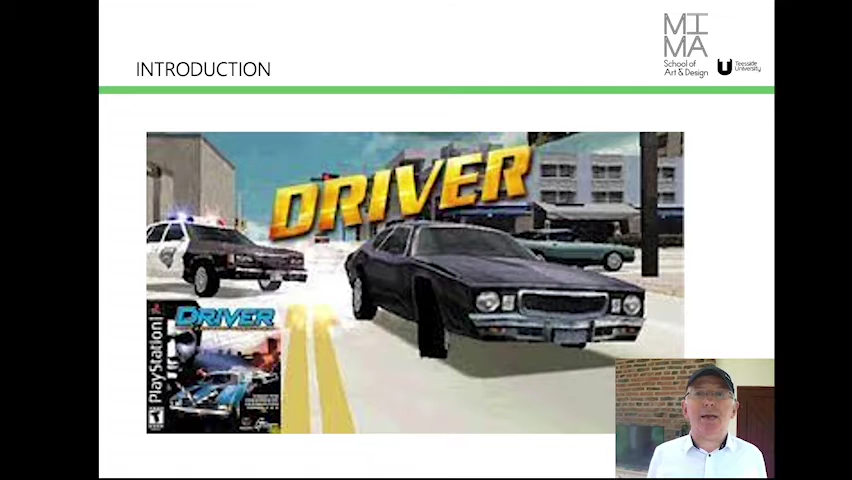 MI
MA
School of
Art & Design
Teesside
University
INTRODUCTION
DRIVER
DRIVER
PlayStation